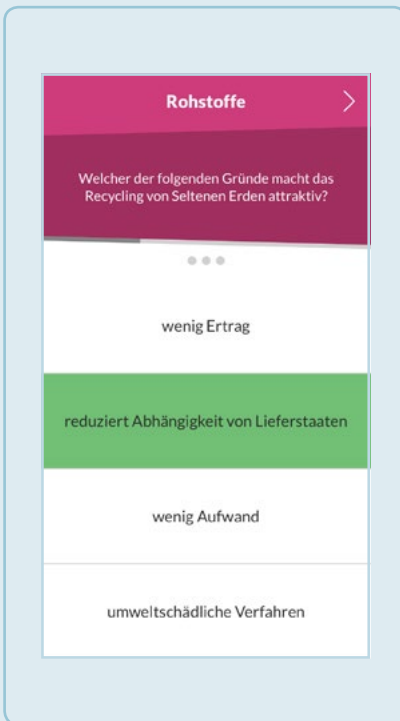 Rohstoffe
Welcher der folgenden Gründe macht das
Recycling von Seltenen Erden attraktiv?
wenig Ertrag
reduziert Abhängigkeit von Lieferstaaten
wenig Aufwand
umweltschädliche Verfahren